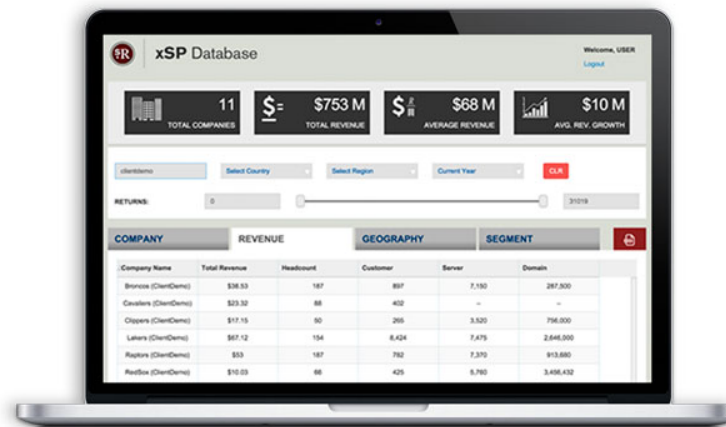 xSP Database
Welcome, USER
Logout
11
TOTAL COMPANIES
$753 M
TOTAL REVENUE
$68 M
AVERAGE REVENUE
$10 M
AVG. REV. GROWTH
clientdemo Select Country Select Region Current Year CLR
RETURNS: 0 31019
COMPANY REVENUE GEOGRAPHY SEGMENT
Company Name Total Revenue Headcount Customer Server Domain
Broncos (ClientDemo) $38.53 187 897 7,150 287,500
Cavaliers (ClientDemo) $23.32 88 402 – –
Clippers (ClientDemo) $17.15 50 265 3,520 756,000
Lakers (ClientDemo) $67.12 154 8,424 7,475 2,646,000
Raptors (ClientDemo) $53 187 782 7,370 913,680
RedSox (ClientDemo) $10.03 66 425 5,760 3,456,432